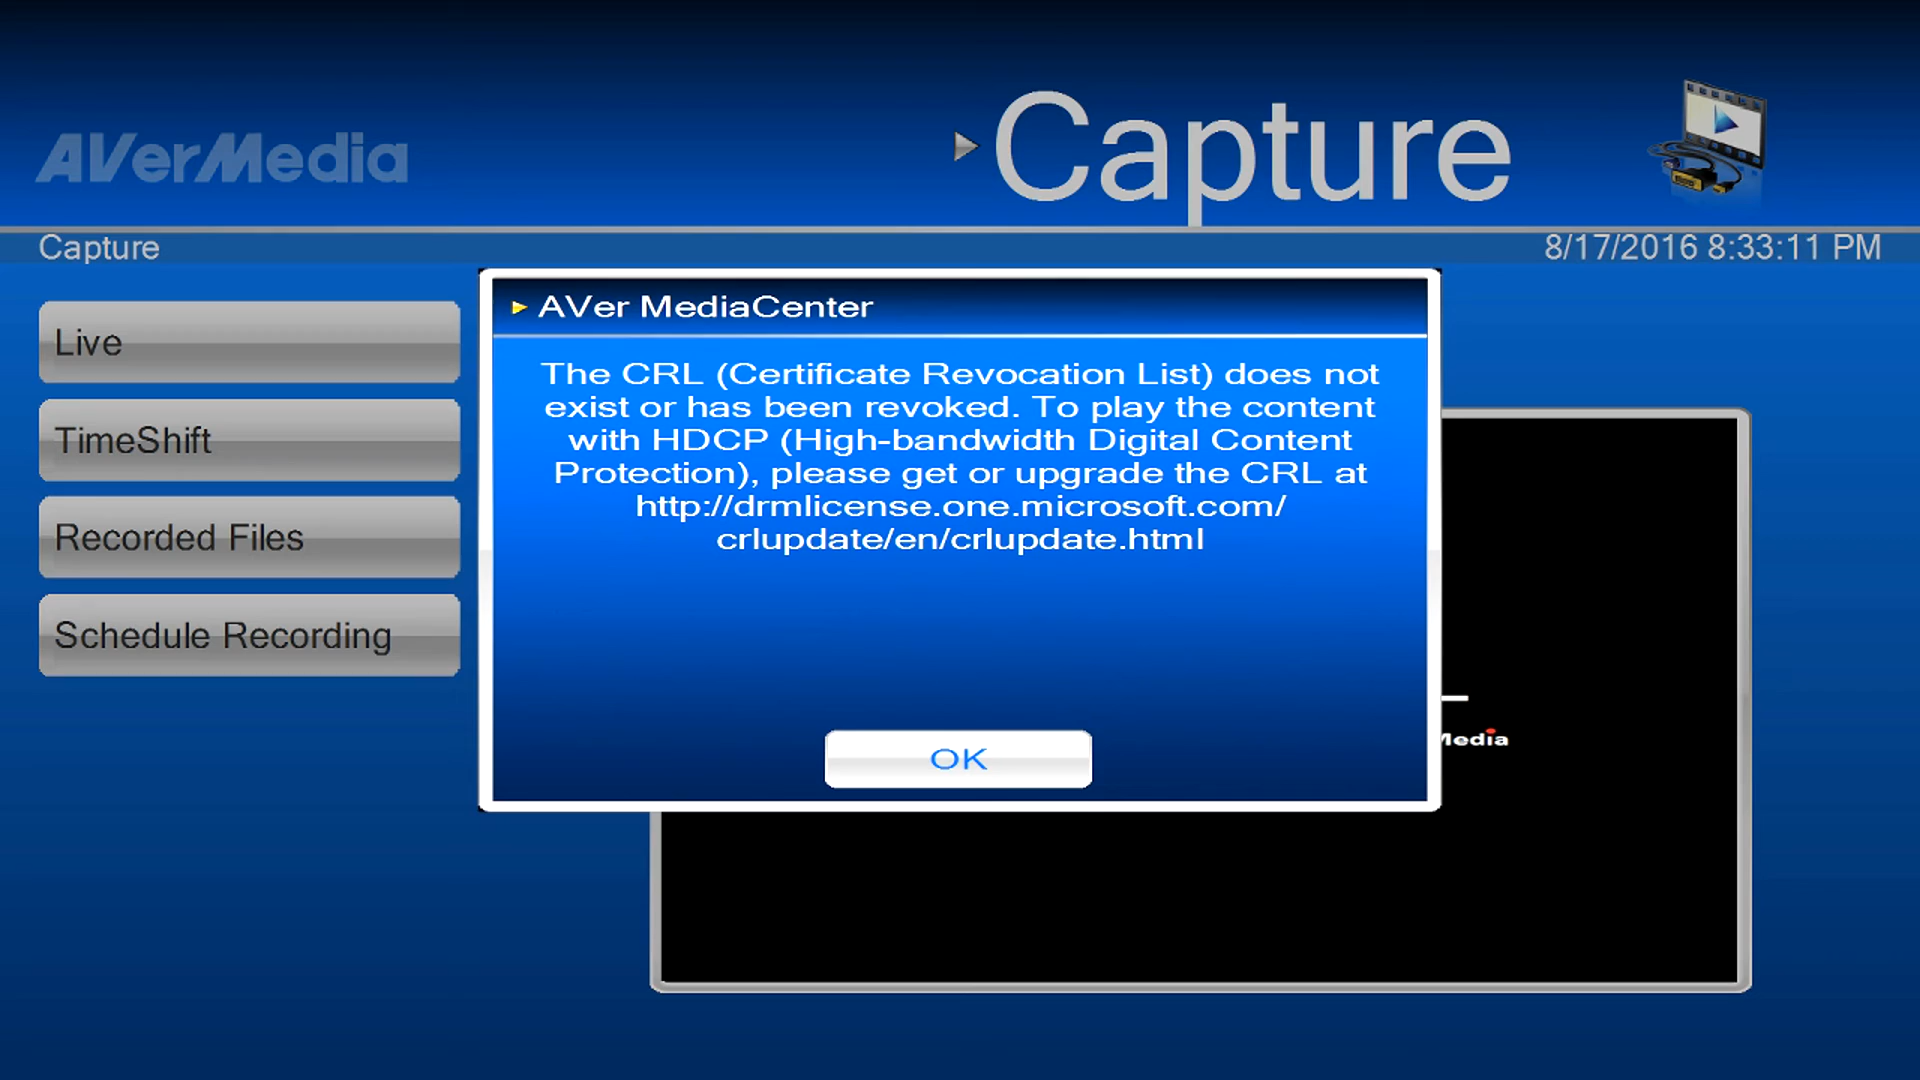 AVerMedia
Capture
Capture
8/17/2016 8:33:11 PM
Live
TimeShift
Recorded Files
Schedule Recording
AVer MediaCenter
The CRL (Certificate Revocation List) does not
exist or has been revoked. To play the content
with HDCP (High-bandwidth Digital Content
Protection), please get or upgrade the CRL at
http://drmlicense.one.microsoft.com/
crlupdate/en/crlupdate.html
OK
Media